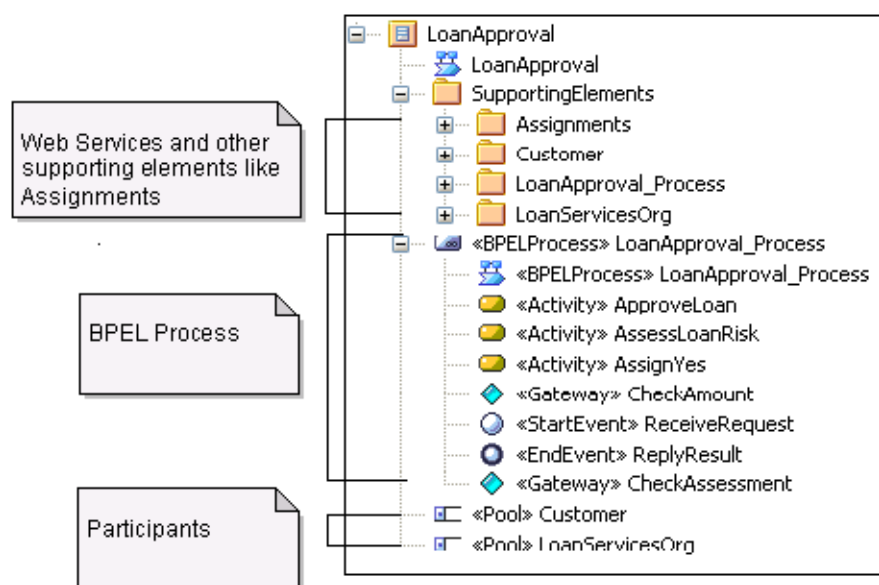 LoanApproval
LoanApproval
SupportingElements
Assignments
Customer
LoanApproval_Process
LoanServicesOrg
«BPELProcess» LoanApproval_Process
«BPELProcess» LoanApproval_Process
«Activity» ApproveLoan
«Activity» AssessLoanRisk
«Activity» AssignYes
«Gateway» CheckAmount
«StartEvent» ReceiveRequest
«EndEvent» ReplyResult
«Gateway» CheckAssessment
«Pool» Customer
«Pool» LoanServicesOrg
Web Services and other
supporting elements like
Assignments
BPEL Process
Participants